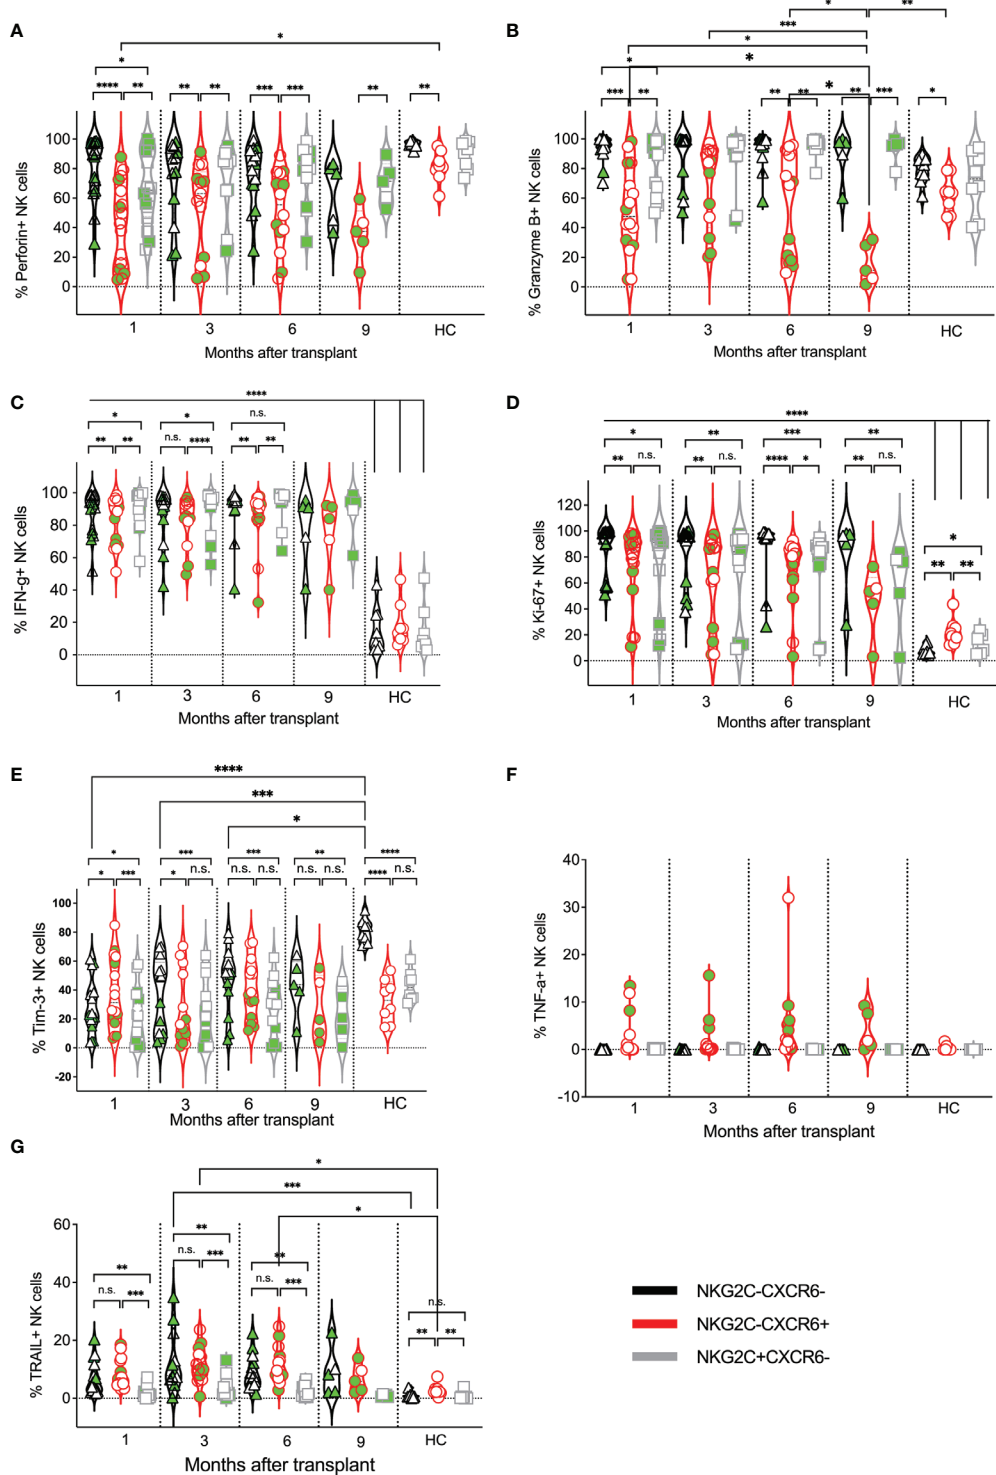 A
*
*
**** **
** **
*** ***
**
**
% Perforin+ NK cells
100
80
60
40
20
0
1 3 6 9 HC
Months after transplant
B
* **
***
*
*
*
*
*** **
** **
** ***
*
% Granzyme B+ NK cells
100
80
60
40
20
0
1 3 6 9 HC
Months after transplant
C
****
* * n.s.
** ** n.s. **** ** **
% IFN-g+ NK cells
100
80
60
40
20
0
1 3 6 9 HC
Months after transplant
D
****
* ** *** **
** n.s. ** n.s. **** * ** n.s.
*
** **
% Ki-67+ NK cells
120
100
80
60
40
20
0
1 3 6 9 HC
Months after transplant
E
****
***
*
* *** *** ** ****
* *** * n.s. n.s. n.s. n.s. n.s. **** n.s.
% Tim-3+ NK cells
100
80
60
40
20
0
-20
1 3 6 9 HC
Months after transplant
F
% TNF-a+ NK cells
40
30
20
10
0
-10
1 3 6 9 HC
Months after transplant
G
*
***
*
**
n.s. ***
**
n.s. ***
**
n.s. ***
n.s.
** **
% TRAIL+ NK cells
60
40
20
0
1 3 6 9 HC
Months after transplant
NKG2C-CXCR6-
NKG2C-CXCR6+
NKG2C+CXCR6-